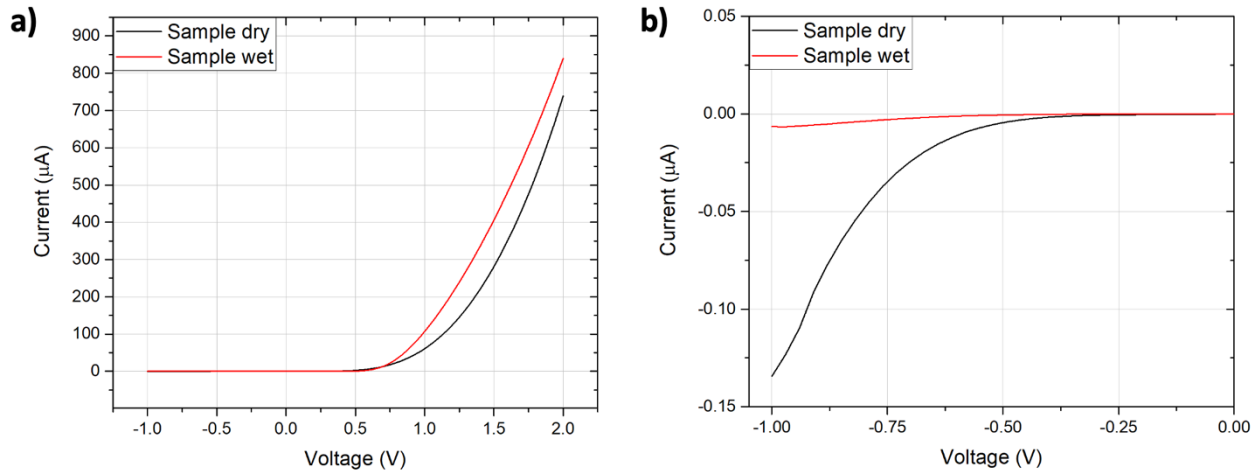 a)
Sample dry
Sample wet
900
800
700
600
500
400
300
200
100
0
Current (μA)
-1.0 -0.5 0.0 0.5 1.0 1.5 2.0
Voltage (V)
b)
Sample dry
Sample wet
0.05
0.00
-0.05
-0.10
-0.15
Current (μA)
-1.00 -0.75 -0.50 -0.25 0.00
Voltage (V)